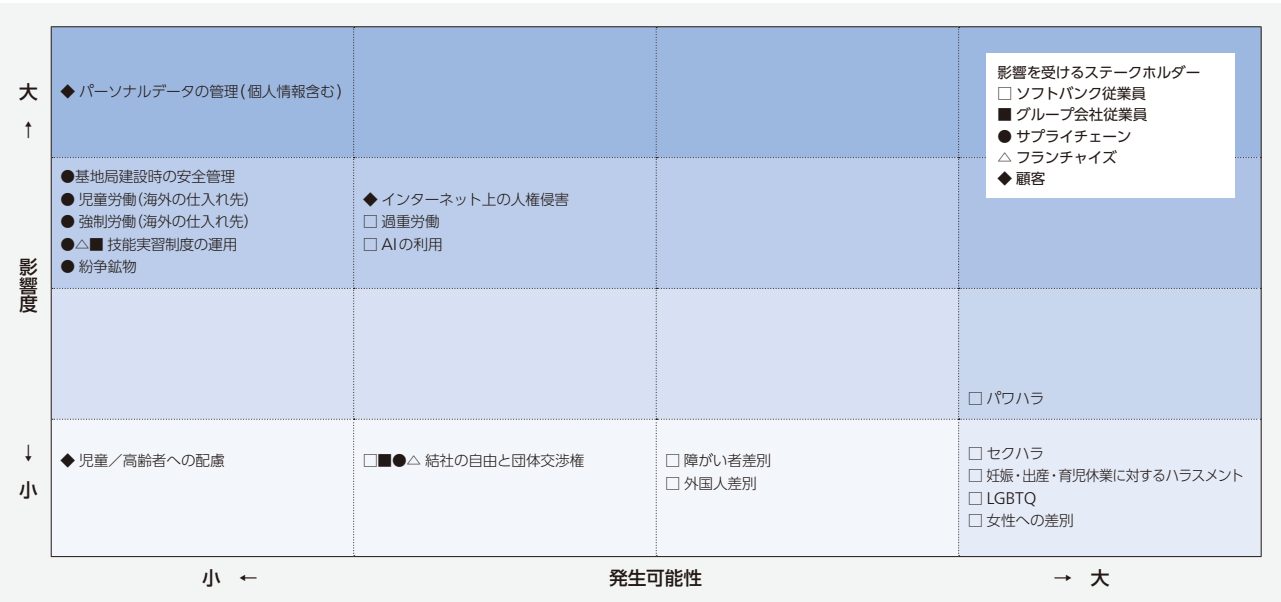 大
↑
影響度
↓
小
◆ パーソナルデータの管理(個人情報含む)
影響を受けるステークホルダー
□ ソフトバンク従業員
■ グループ会社従業員
● サプライチェーン
△ フランチャイズ
◆ 顧客
●基地局建設時の安全管理
● 児童労働(海外の仕入れ先)
● 強制労働(海外の仕入れ先)
●△■ 技能実習制度の運用
● 紛争鉱物
◆ インターネット上の人権侵害
□ 過重労働
□ AIの利用
□ パワハラ
◆ 児童／高齢者への配慮
□■●△ 結社の自由と団体交渉権
□ 障がい者差別
□ 外国人差別
□ セクハラ
□ 妊娠・出産・育児休業に対するハラスメント
□ LGBTQ
□ 女性への差別
小 ← 発生可能性 → 大